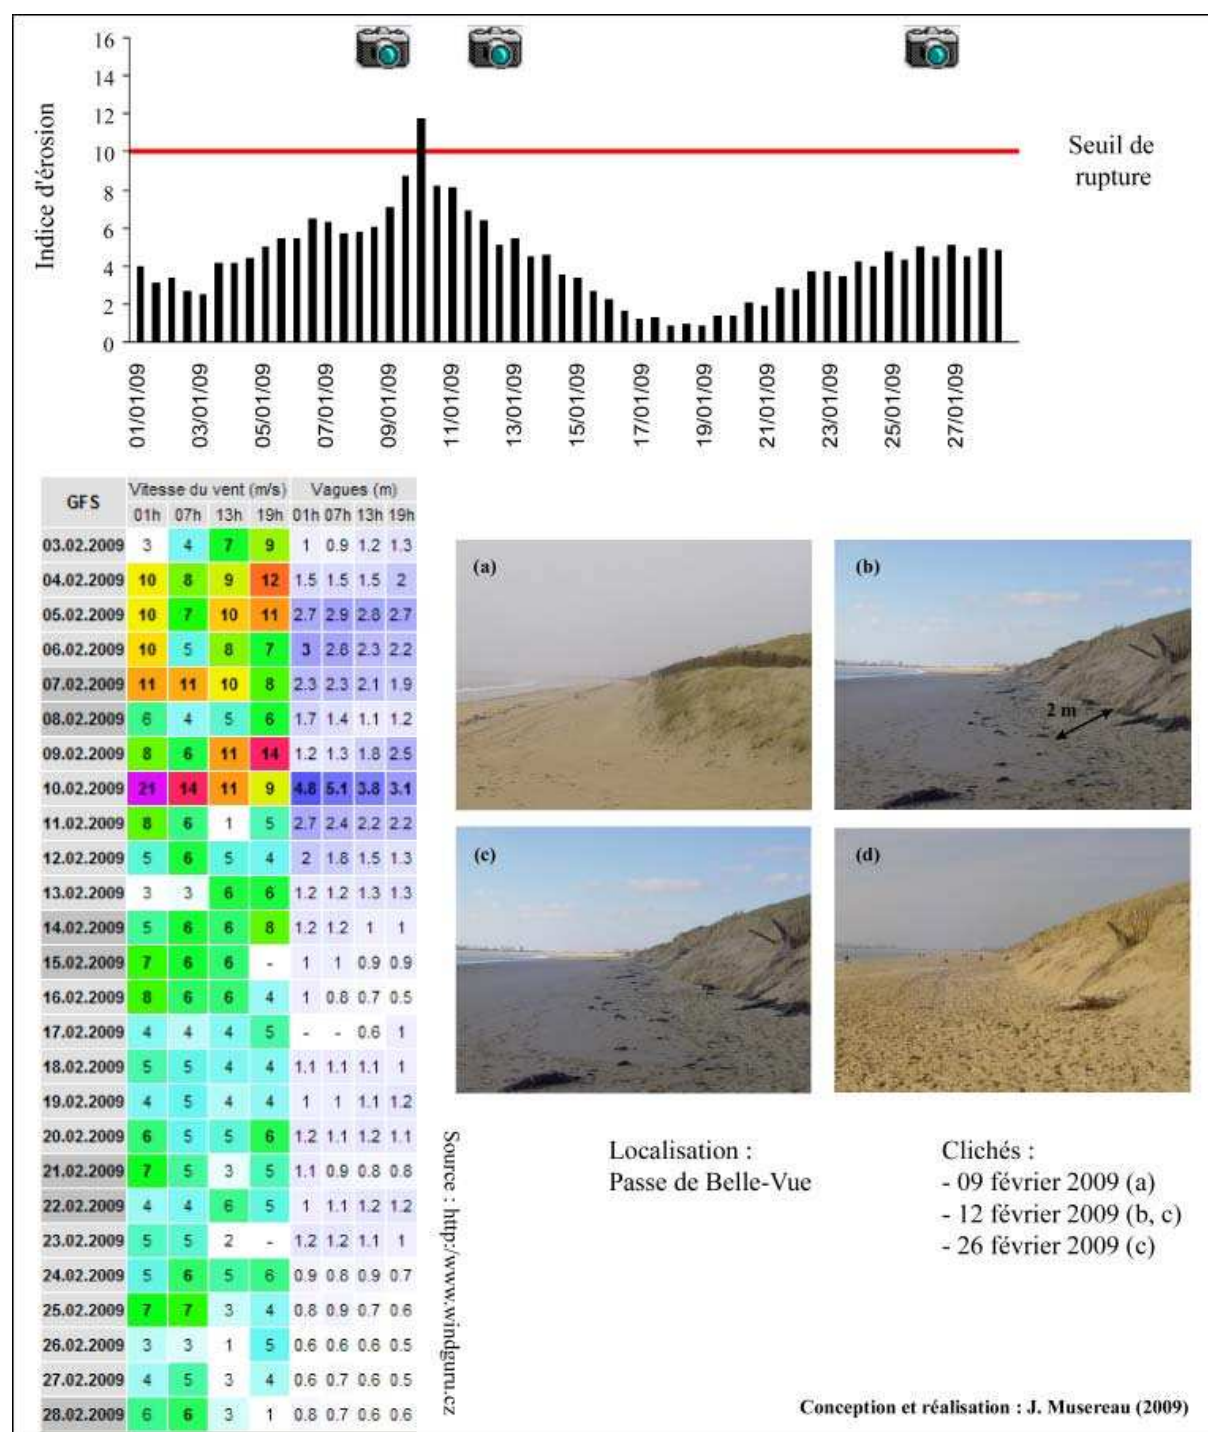 16
14
12
10
8
6
4
2
0
Indice d'érosion
Seuil de
rupture
01/01/09
03/01/09
05/01/09
07/01/09
09/01/09
11/01/09
13/01/09
15/01/09
17/01/09
19/01/09
21/01/09
23/01/09
25/01/09
27/01/09
GFS Vitesse du vent (m/s) Vagues (m)
01h 07h 13h 19h 01h 07h 13h 19h
03.02.2009 3 4 7 9 1 0.9 1.2 1.3
04.02.2009 10 8 9 12 1.5 1.5 1.5 2
05.02.2009 10 7 10 11 2.7 2.9 2.8 2.7
06.02.2009 10 5 8 7 3 2.8 2.3 2.2
07.02.2009 11 11 10 8 2.3 2.3 2.1 1.9
08.02.2009 6 4 5 6 1.7 1.4 1.1 1.2
09.02.2009 8 6 11 14 1.2 1.3 1.8 2.5
10.02.2009 21 14 11 9 4.8 5.1 3.8 3.1
11.02.2009 8 6 1 5 2.7 2.4 2.2 2.2
12.02.2009 5 6 5 4 2 1.8 1.5 1.3
13.02.2009 3 3 6 6 1.2 1.2 1.3 1.3
14.02.2009 5 6 6 8 1.2 1.2 1 1
15.02.2009 7 6 6 - 1 1 0.9 0.9
16.02.2009 8 6 6 4 1 0.8 0.7 0.5
17.02.2009 4 4 4 5 - - 0.6 1
18.02.2009 5 5 4 4 1.1 1.1 1.1 1
19.02.2009 4 5 4 4 1 1 1.1 1.2
20.02.2009 6 5 5 6 1.2 1.1 1.2 1.1
21.02.2009 7 5 3 5 1.1 0.9 0.8 0.8
22.02.2009 4 4 6 5 1 1.1 1.2 1.2
23.02.2009 5 5 2 - 1.2 1.2 1.1 1
24.02.2009 5 6 5 6 0.9 0.8 0.9 0.7
25.02.2009 7 7 3 4 0.8 0.9 0.7 0.6
26.02.2009 3 3 1 5 0.6 0.6 0.6 0.5
27.02.2009 4 5 3 4 0.6 0.7 0.6 0.5
28.02.2009 6 6 3 1 0.8 0.7 0.6 0.6
Source : http:/www.windguru.cz
(a)
(b)
2 m
(c)
(d)
Localisation :
Passe de Belle-Vue
Clichés :
- 09 février 2009 (a)
- 12 février 2009 (b, c)
- 26 février 2009 (c)
Conception et réalisation : J. Musereau (2009)